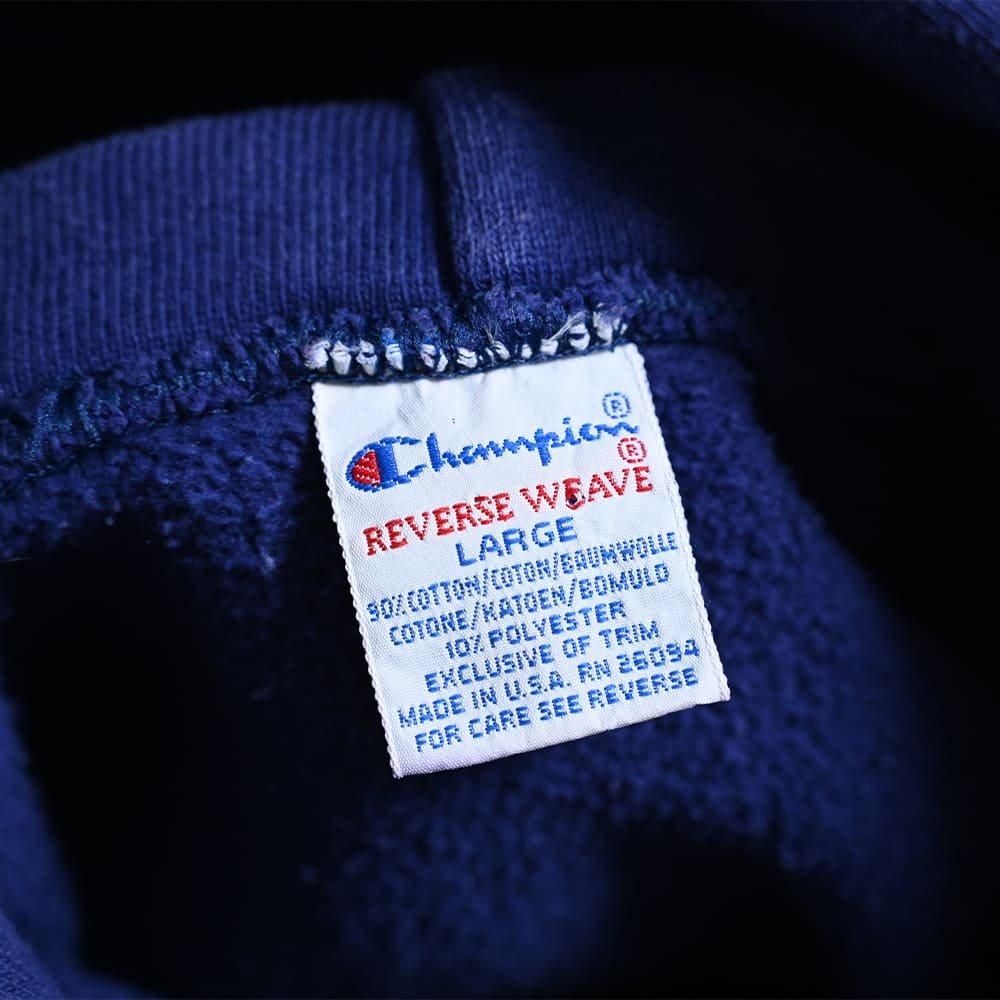 Champion®
REVERSE WEAVE®
LARGE
90% COTTON/COTON/BAUMWOLLE
COTONE/KATOEN/BOMULD
10% POLYESTER
EXCLUSIVE OF TRIM
MADE IN U.S.A. RN 26094
FOR CARE SEE REVERSE